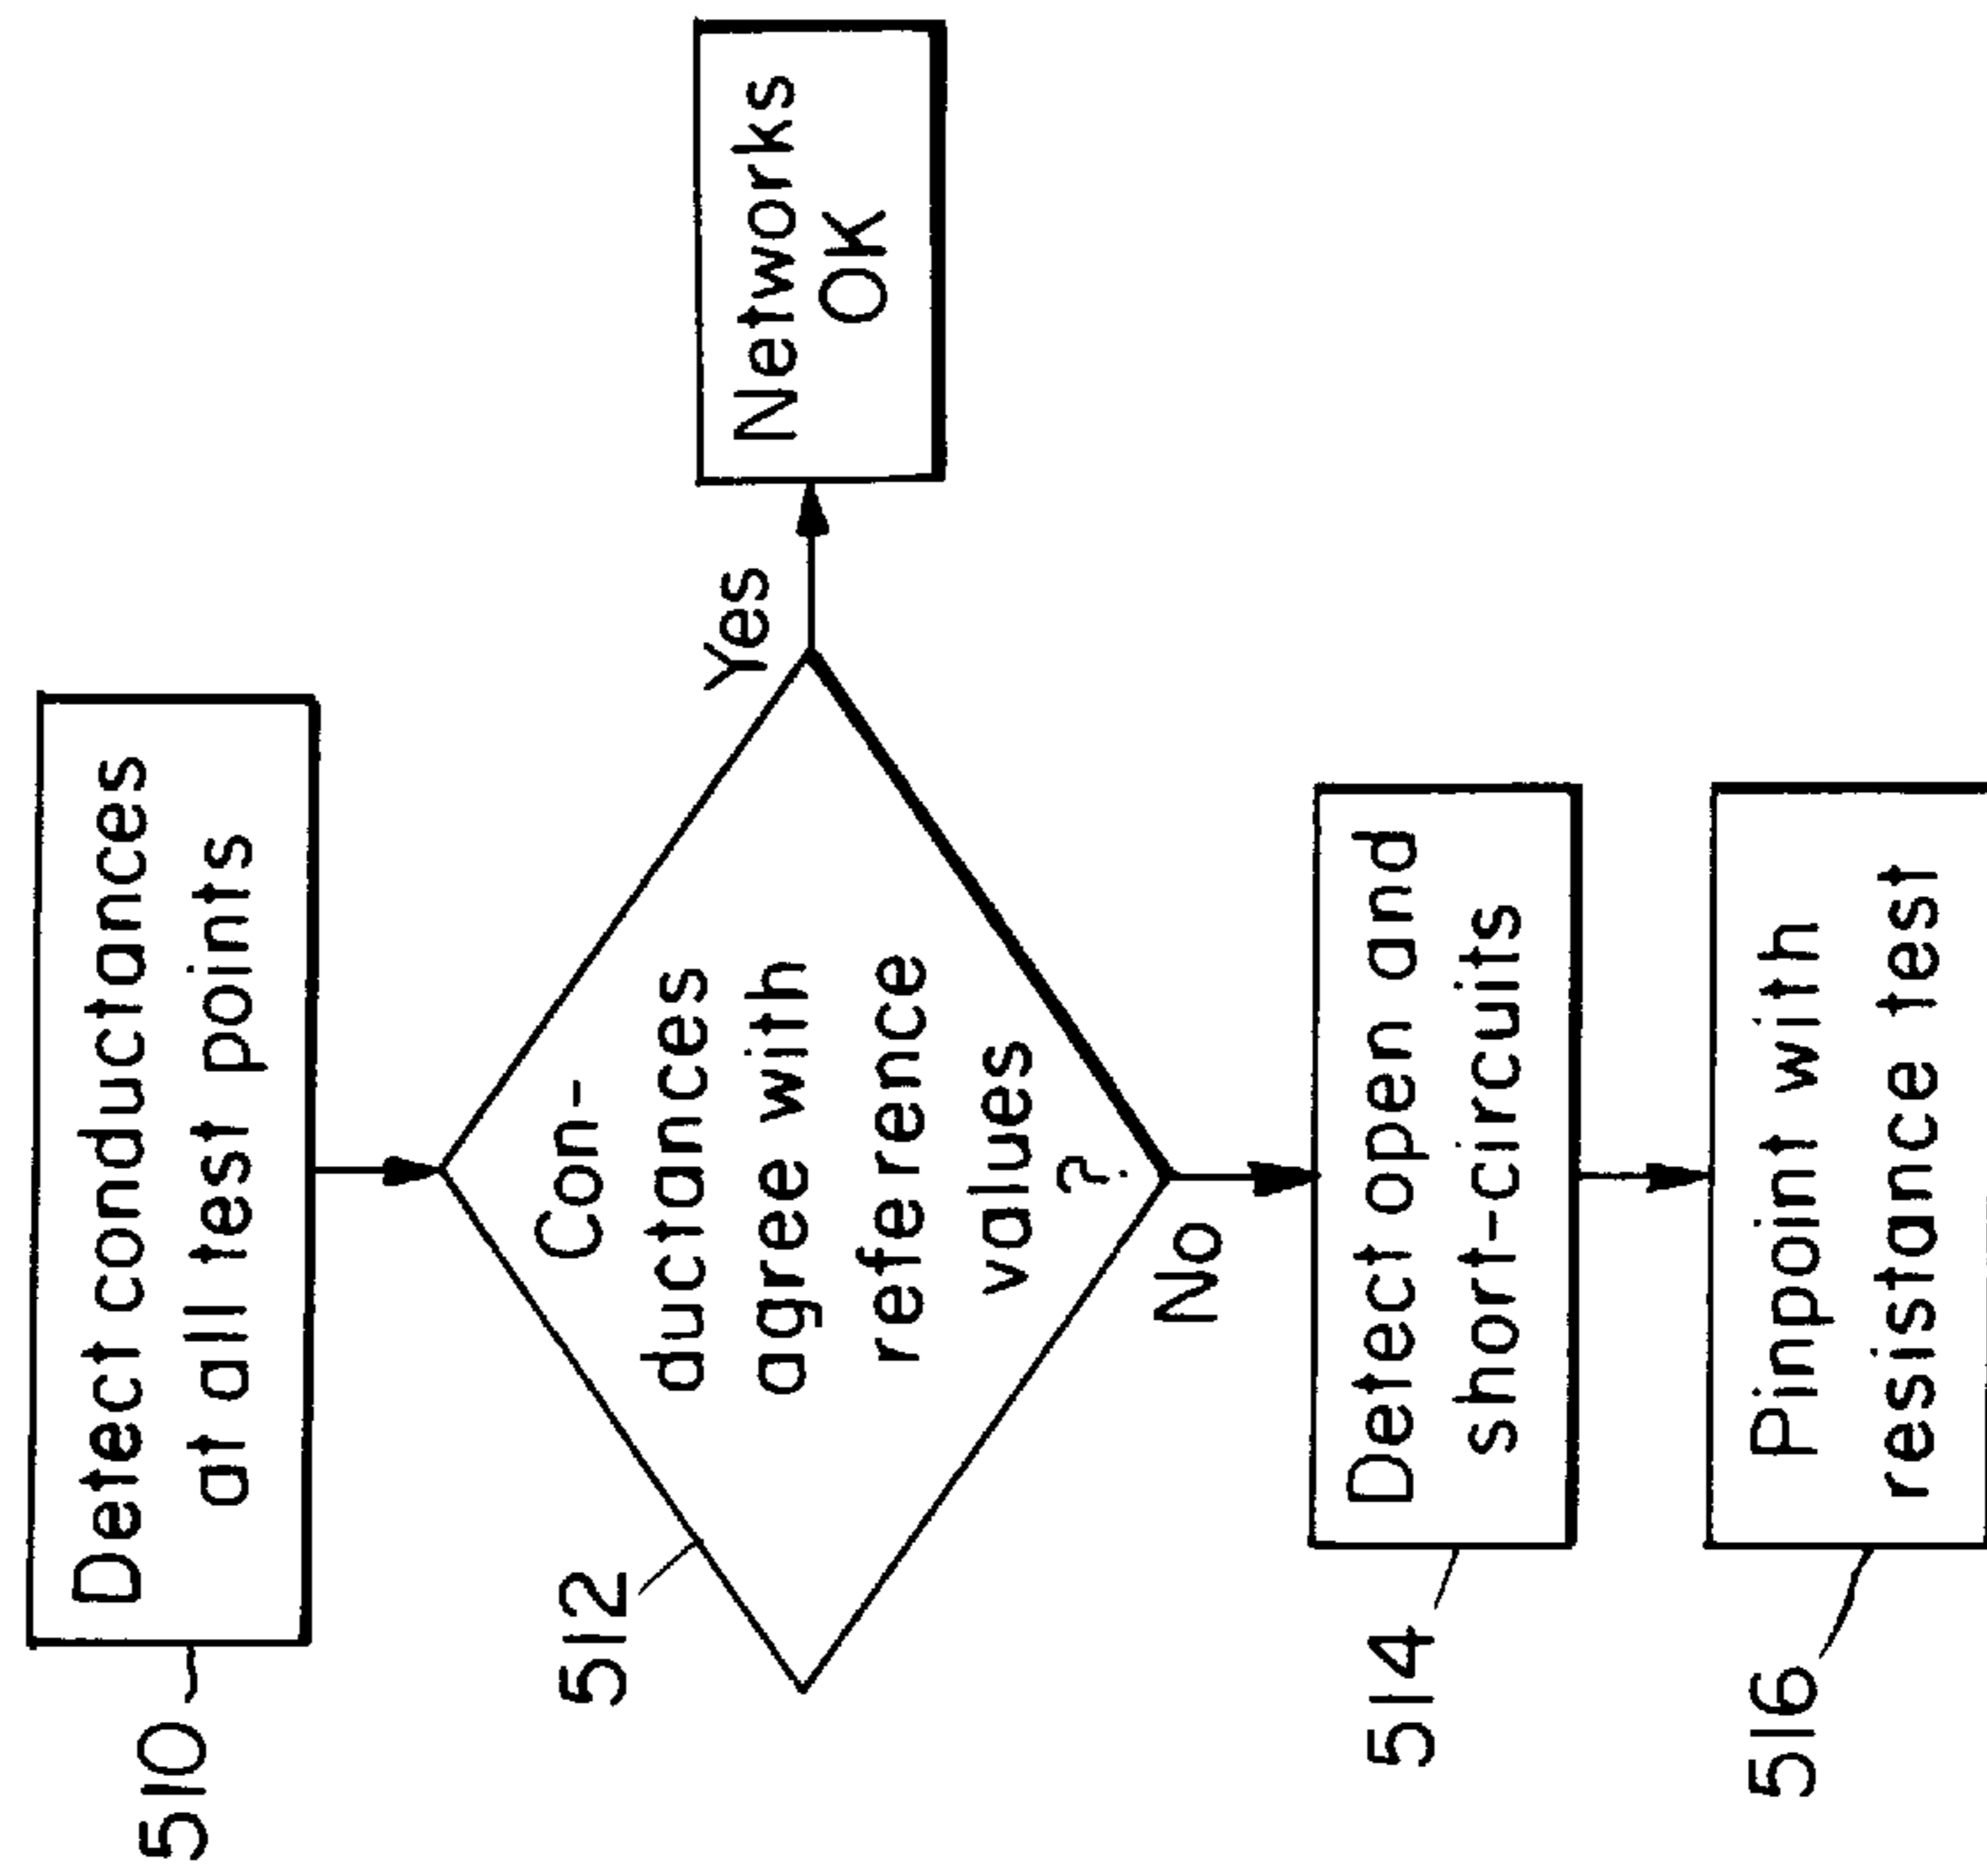 510
Detect conductances
at all test points
512
Con-
ductances
agree with
reference
values
?
Yes
Networks
OK
No
514
Detect open and
short-circuits
516
Pinpoint with
resistance test